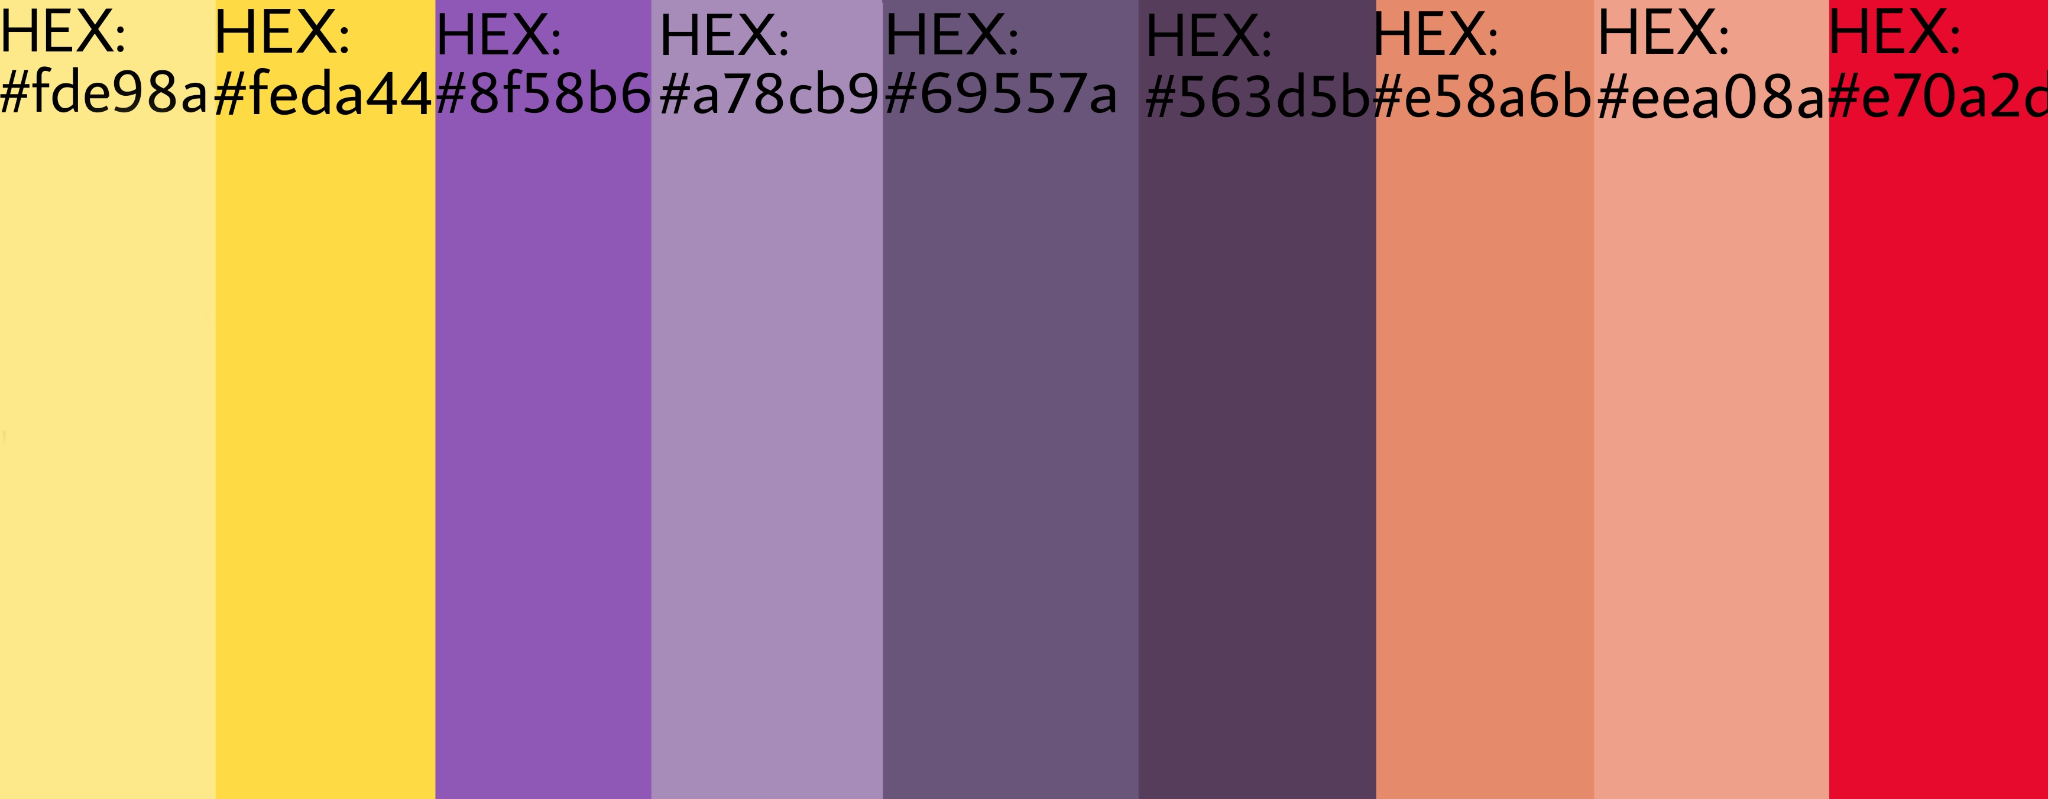 HEX:
#fde98a
HEX:
#feda44
HEX:
#8f58b6
HEX:
#a78cb9
HEX:
#69557a
HEX:
#563d5b
HEX:
#e58a6b
HEX:
#eea08a
HEX:
#e70a2d